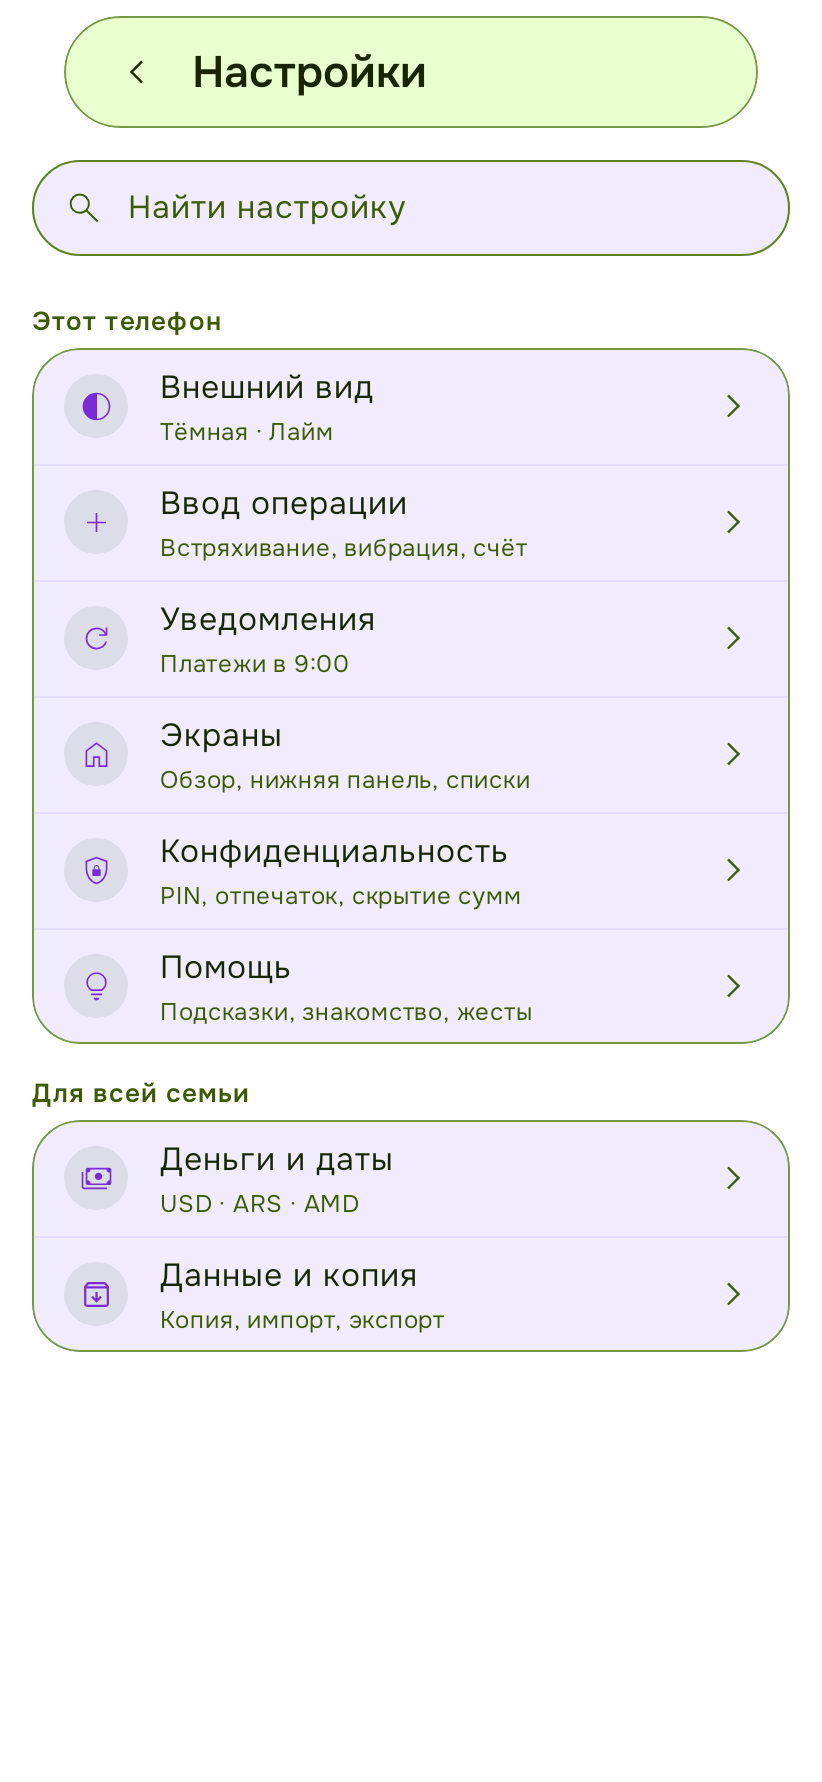 Настройки
Найти настройку
Этот телефон
Внешний вид
Тёмная · Лайм
Ввод операции
Встряхивание, вибрация, счёт
Уведомления
Платежи в 9:00
Экраны
Обзор, нижняя панель, списки
Конфиденциальность
PIN, отпечаток, скрытие сумм
Помощь
Подсказки, знакомство, жесты
Для всей семьи
Деньги и даты
USD · ARS · AMD
Данные и копия
Копия, импорт, экспорт